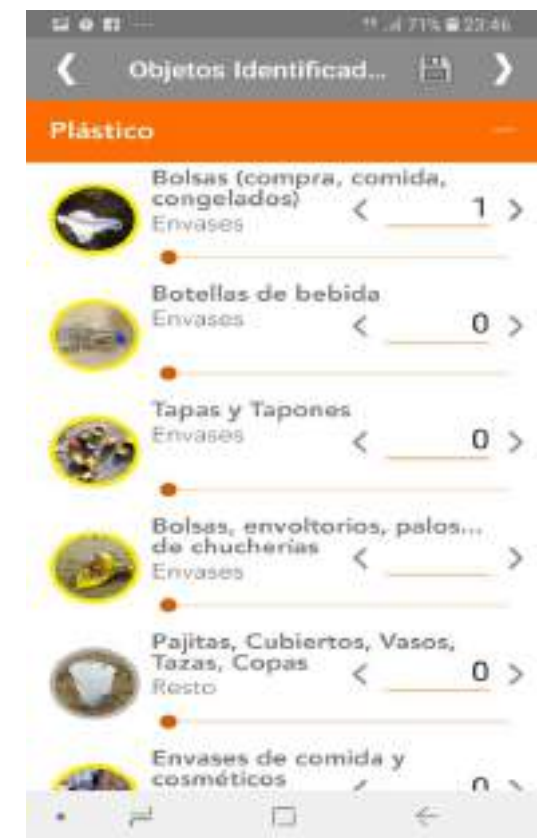 71% 23:46
Objetos Identificad...
Plástico
Bolsas (compra, comida,
congelados)
Envases
1
Botellas de bebida
Envases
0
Tapas y Tapones
Envases
0
Bolsas, envoltorios, palos...
de chucherías
Envases
Pajitas, Cubiertos, Vasos,
Tazas, Copas
Resto
0
Envases de comida y
cosméticos
0